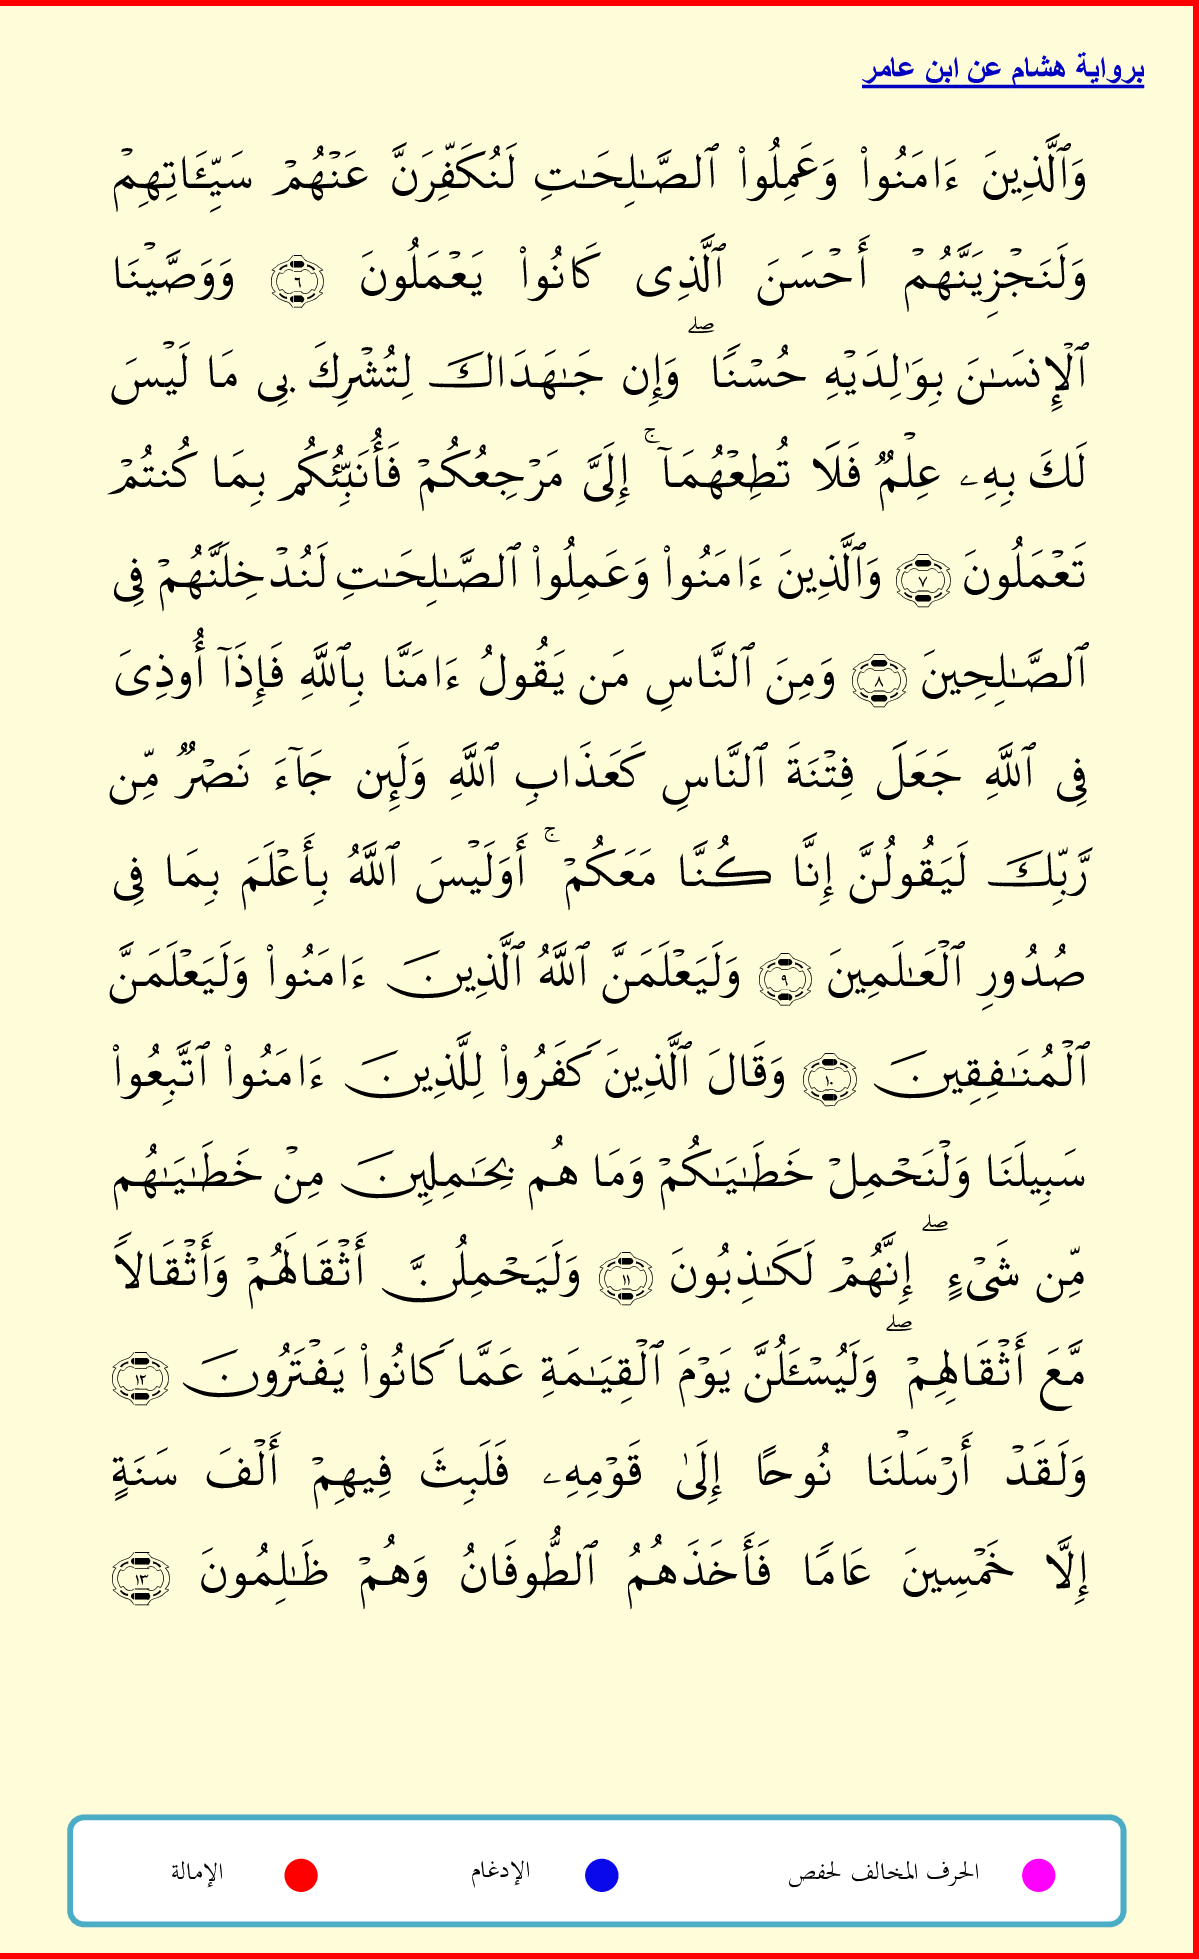 برواية هشام عن ابن عامر
وَٱلَّذِينَ ءَامَنُواْ وَعَمِلُواْ ٱلصَّـٰلِحَـٰتِ لَنُكَفِّرَنَّ عَنْهُمْ سَيِّـَٔاتِهِمْ
وَلَنَجْزِيَنَّهُمْ أَحْسَنَ ٱلَّذِى كَانُواْ يَعْمَلُونَ ٦ وَوَصَّيْنَا
ٱلْإِنسَـٰنَ بِوَٰلِدَيْهِ حُسْنًا ۖ وَإِن جَـٰهَدَاكَ لِتُشْرِكَ بِى مَا لَيْسَ
لَكَ بِهِۦ عِلْمٌ فَلَا تُطِعْهُمَآ ۚ إِلَىَّ مَرْجِعُكُمْ فَأُنَبِّئُكُم بِمَا كُنتُمْ
تَعْمَلُونَ ٧ وَٱلَّذِينَ ءَامَنُواْ وَعَمِلُواْ ٱلصَّـٰلِحَـٰتِ لَنُدْخِلَنَّهُمْ فِى
ٱلصَّـٰلِحِينَ ٨ وَمِنَ ٱلنَّاسِ مَن يَقُولُ ءَامَنَّا بِٱللَّهِ فَإِذَآ أُوذِىَ
فِى ٱللَّهِ جَعَلَ فِتْنَةَ ٱلنَّاسِ كَعَذَابِ ٱللَّهِ وَلَئِن جَآءَ نَصْرٌ مِّن
رَّبِّكَ لَيَقُولُنَّ إِنَّا كُنَّا مَعَكُمْ ۚ أَوَلَيْسَ ٱللَّهُ بِأَعْلَمَ بِمَا فِى
صُدُورِ ٱلْعَـٰلَمِينَ ٩ وَلَيَعْلَمَنَّ ٱللَّهُ ٱلَّذِينَ ءَامَنُواْ وَلَيَعْلَمَنَّ
ٱلْمُنَـٰفِقِينَ ١٠ وَقَالَ ٱلَّذِينَ كَفَرُواْ لِلَّذِينَ ءَامَنُواْ ٱتَّبِعُواْ
سَبِيلَنَا وَلْنَحْمِلْ خَطَـٰيَـٰكُمْ وَمَا هُم بِحَـٰمِلِينَ مِنْ خَطَـٰيَـٰهُم
مِّن شَىْءٍ ۖ إِنَّهُمْ لَكَـٰذِبُونَ ١١ وَلَيَحْمِلُنَّ أَثْقَالَهُمْ وَأَثْقَالًا
مَّعَ أَثْقَالِهِمْ ۖ وَلَيُسْـَٔلُنَّ يَوْمَ ٱلْقِيَـٰمَةِ عَمَّا كَانُواْ يَفْتَرُونَ ١٢
وَلَقَدْ أَرْسَلْنَا نُوحًا إِلَىٰ قَوْمِهِۦ فَلَبِثَ فِيهِمْ أَلْفَ سَنَةٍ
إِلَّا خَمْسِينَ عَامًا فَأَخَذَهُمُ ٱلطُّوفَانُ وَهُمْ ظَـٰلِمُونَ ١٣
الحرف المخالف لحفص الإدغام الإمالة